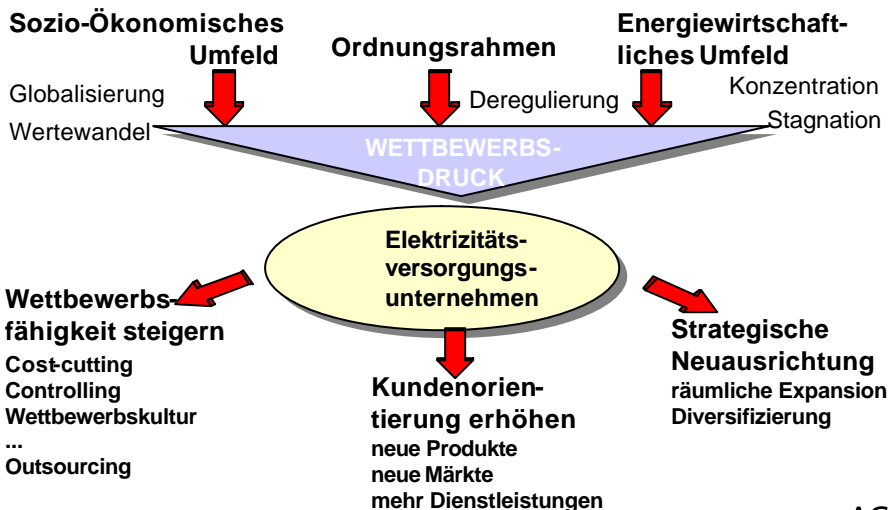 Sozio-Ökonomisches
Umfeld
Ordnungsrahmen
Energiewirtschaft-
liches Umfeld
Globalisierung
Wertewandel
Deregulierung
Konzentration
Stagnation
WETTBEWERBS-
DRUCK
Elektrizitäts-
versorgungs-
unternehmen
Wettbewerbs-
fähigkeit steigern
Cost-cutting
Controlling
Wettbewerbskultur
...
Outsourcing
Kundenorien-
tierung erhöhen
neue Produkte
neue Märkte
mehr Dienstleistungen
Strategische
Neuausrichtung
räumliche Expansion
Diversifizierung